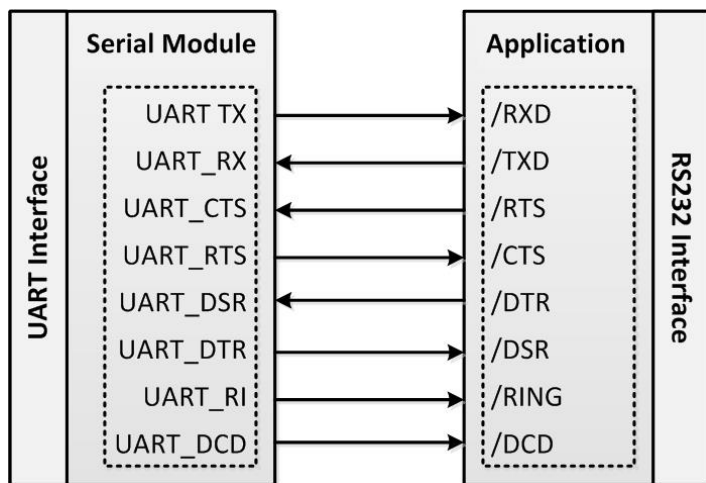 UART Interface
Serial Module
UART TX
UART_RX
UART_CTS
UART_RTS
UART_DSR
UART_DTR
UART_RI
UART_DCD
Application
/RXD
/TXD
/RTS
/CTS
/DTR
/DSR
/RING
/DCD
RS232 Interface